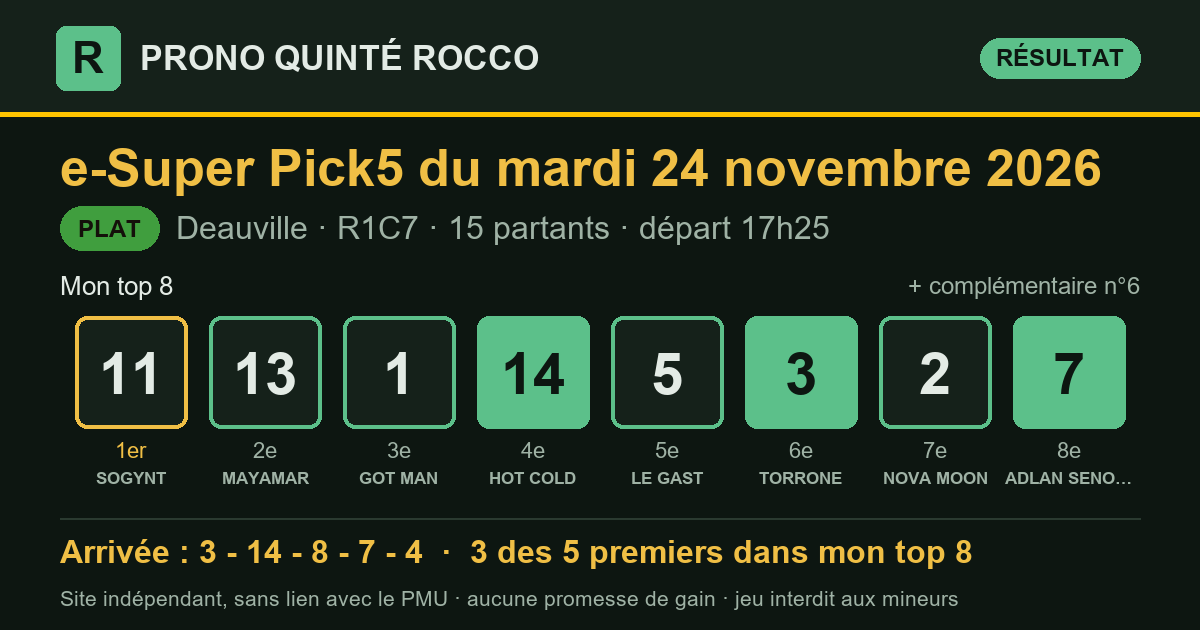 R PRONO QUINTÉ ROCCO RÉSULTAT
e-Super Pick5 du mardi 24 novembre 2026
PLAT Deauville · R1C7 · 15 partants · départ 17h25
Mon top 8 + complémentaire n°6
11 13 1 14 5 3 2 7
1er 2e 3e 4e 5e 6e 7e 8e
SOGYNT MAYAMAR GOT MAN HOT COLD LE GAST TORRONE NOVA MOON ADLAN SENO...
Arrivée : 3 - 14 - 8 - 7 - 4 · 3 des 5 premiers dans mon top 8
Site indépendant, sans lien avec le PMU · aucune promesse de gain · jeu interdit aux mineurs